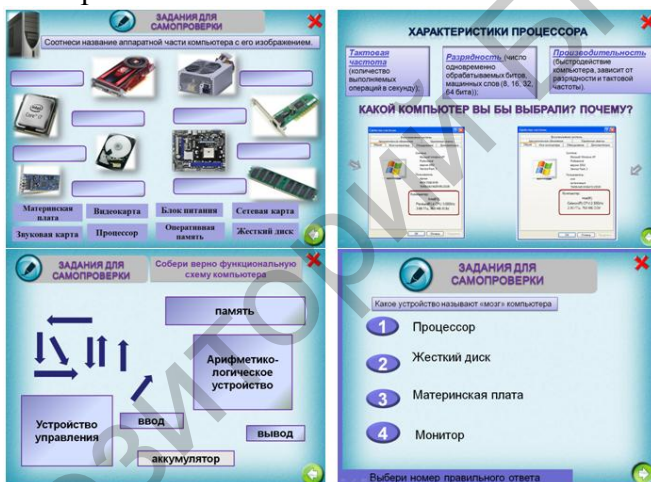 ЗАДАНИЯ ДЛЯ
САМОПРОВЕРКИ
Соотнеси название аппаратной части компьютера с его изображением.
Материнская
плата
Видеокарта
Блок питания
Сетевая карта
Звуковая карта
Процессор
Оперативная
память
Жесткий диск
ХАРАКТЕРИСТИКИ ПРОЦЕССОРА
Тактовая
частота
(количество
выполняемых
операций в секунду);
Разрядность (число
одновременно
обрабатываемых битов,
машинных слов (8, 16, 32,
64 бита));
Производительность
(быстродействие
компьютера, зависит от
разрядности и тактовой
частоты).
КАКОЙ КОМПЬЮТЕР ВЫ БЫ ВЫБРАЛИ? ПОЧЕМУ?
ЗАДАНИЯ ДЛЯ
САМОПРОВЕРКИ
Собери верно функциональную
схему компьютера
память
Арифметико-
логическое
устройство
Устройство
управления
ввод
вывод
аккумулятор
ЗАДАНИЯ ДЛЯ
САМОПРОВЕРКИ
Какое устройство называют «мозг» компьютера
1 Процессор
2 Жесткий диск
3 Материнская плата
4 Монитор
Выбери номер правильного ответа